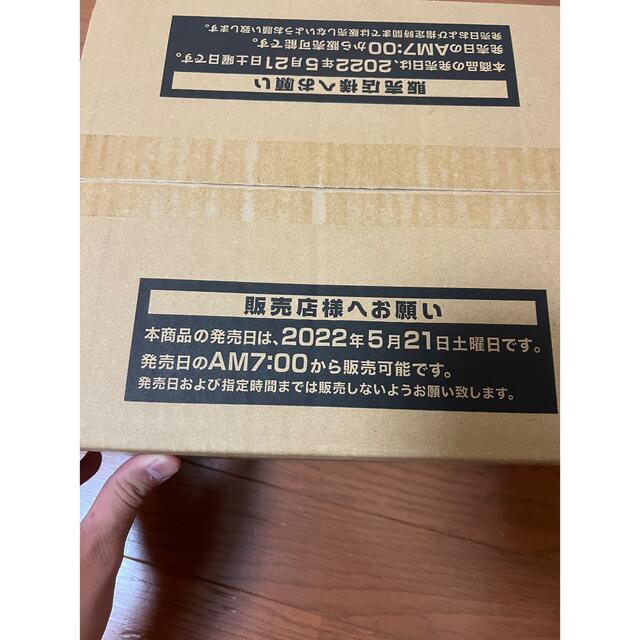 販売店様へお願い
本商品の発売日は、2022年5月21日土曜日です。
発売日のAM7:00から販売可能です。
発売日および指定時間までは販売しないようお願い致します。
販売店様へお願い
本商品の発売日は、2022年5月21日土曜日です。
発売日のAM7:00から販売可能です。
発売日および指定時間までは販売しないようお願い致します。